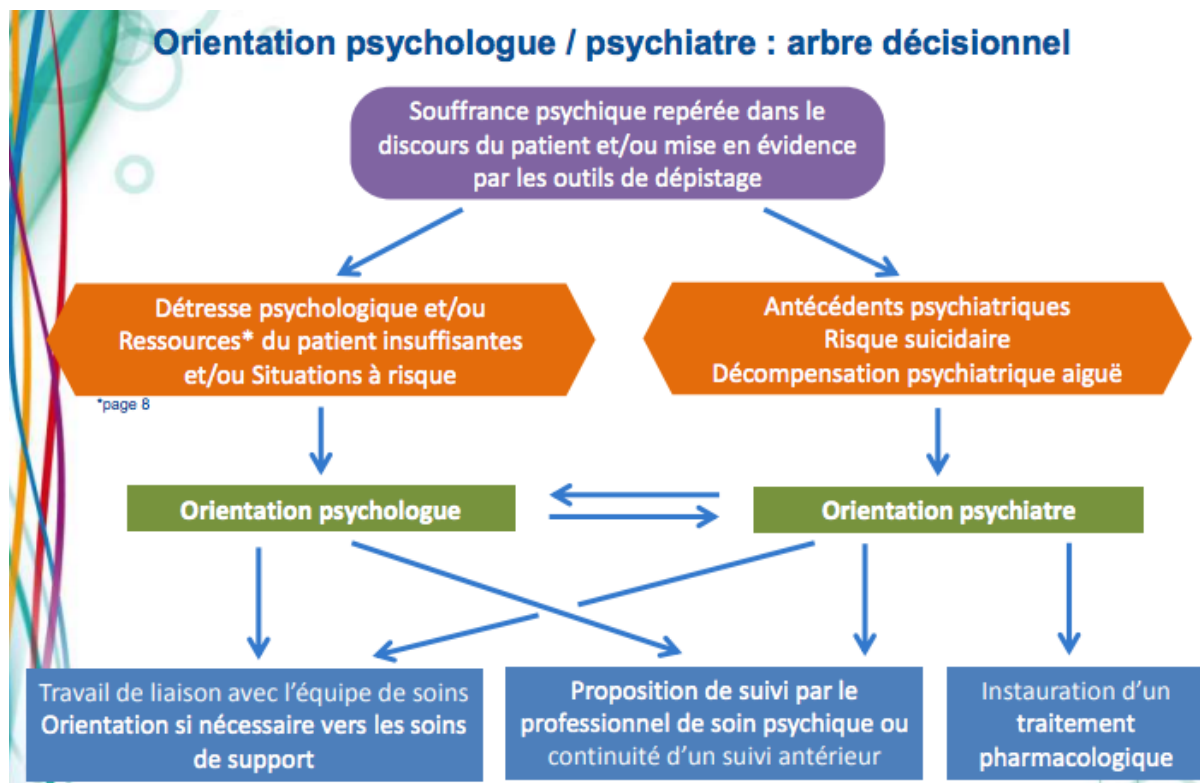 Orientation psychologue / psychiatre : arbre décisionnel
Souffrance psychique repérée dans le
discours du patient et/ou mise en évidence
par les outils de dépistage
Détresse psychologique et/ou
Ressources* du patient insuffisantes
et/ou Situations à risque
*page 8
Antécédents psychiatriques
Risque suicidaire
Décompensation psychiatrique aiguë
Orientation psychologue
Orientation psychiatre
Travail de liaison avec l'équipe de soins
Orientation si nécessaire vers les soins
de support
Proposition de suivi par le
professionnel de soin psychique ou
continuité d'un suivi antérieur
Instauration d'un
traitement
pharmacologique